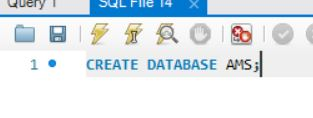 Query 1
SQL File 14
1
CREATE DATABASE AMS;